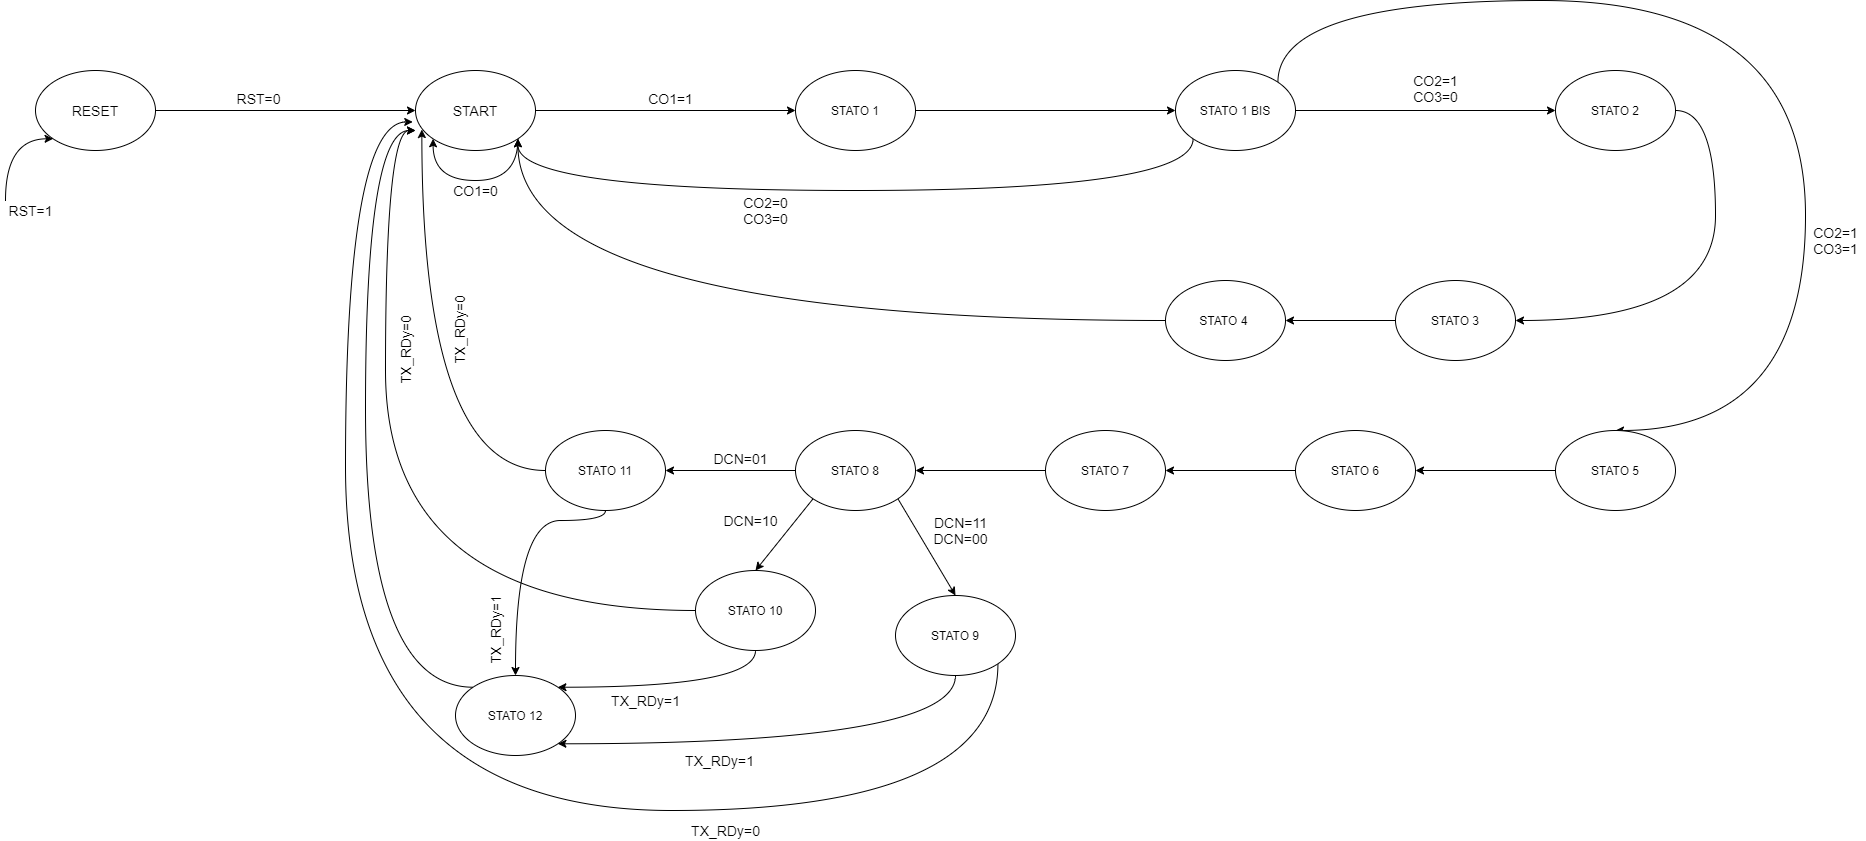 RESET
RST=0
START
CO1=1
STATO 1
STATO 1 BIS
CO2=1
CO3=0
STATO 2
RST=1
CO1=0
CO2=0
CO3=0
CO2=1
CO3=1
TX_RDy=0
TX_RDy=0
STATO 4
STATO 3
STATO 11
DCN=01
STATO 8
STATO 7
STATO 6
STATO 5
DCN=10
DCN=11
DCN=00
TX_RDy=1
STATO 10
STATO 9
TX_RDy=1
STATO 12
TX_RDy=1
TX_RDy=0